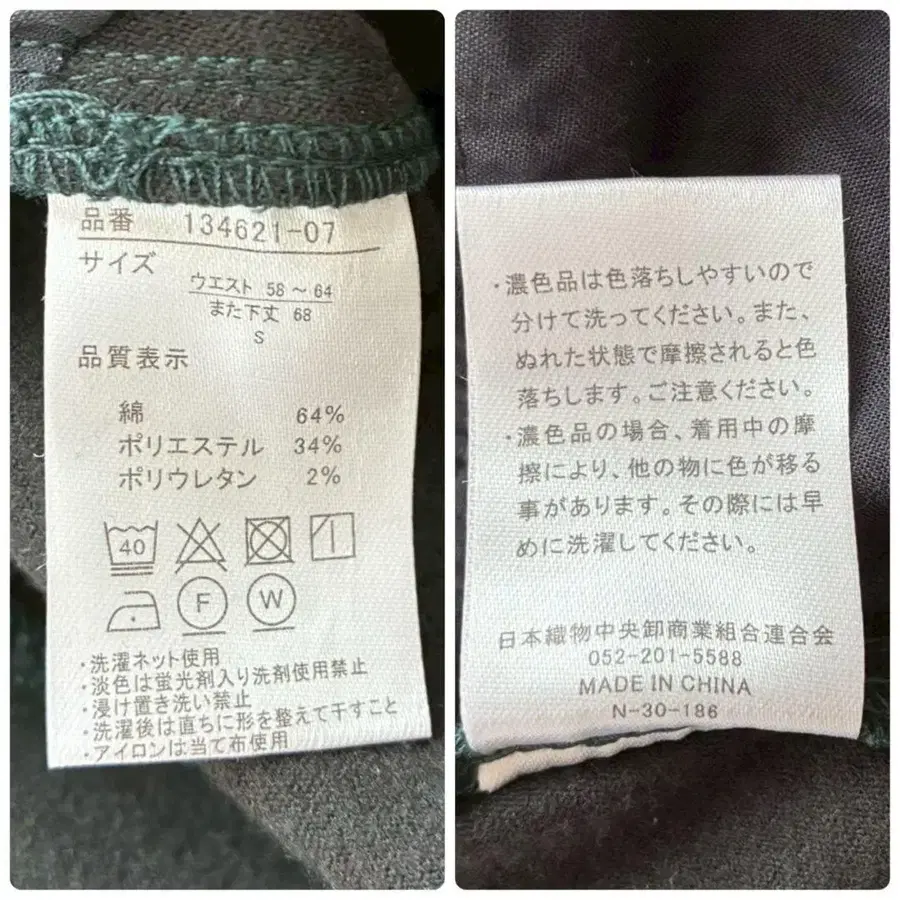 品番 134621-07
サイズ
ウエスト 58～64
また下丈 68
S
品質表示
綿 64%
ポリエステル 34%
ポリウレタン 2%
40
F W
・洗濯ネット使用
・淡色は蛍光剤入り洗剤使用禁止
・浸け置き洗い禁止
・洗濯後は直ちに形を整えて干すこと
・アイロンは当て布使用
・濃色品は色落ちしやすいので
分けて洗ってください。また、
ぬれた状態で摩擦されると色
落ちします。ご注意ください。
・濃色品の場合、着用中の摩
擦により、他の物に色が移る
事があります。その際には早
めに洗濯してください。
日本織物中央卸商業組合連合会
052-201-5588
MADE IN CHINA
N-30-186